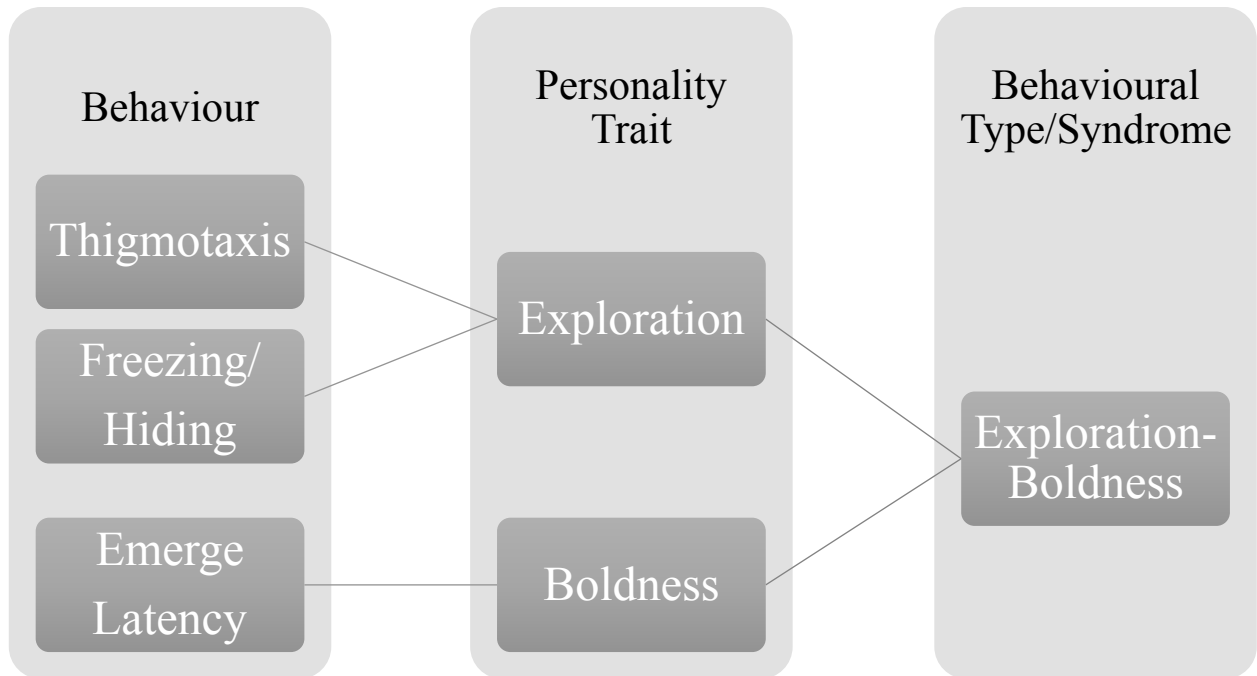 Behaviour
Thigmotaxis
Freezing/
Hiding
Emerge
Latency
Personality
Trait
Exploration
Boldness
Behavioural
Type/Syndrome
Exploration-
Boldness